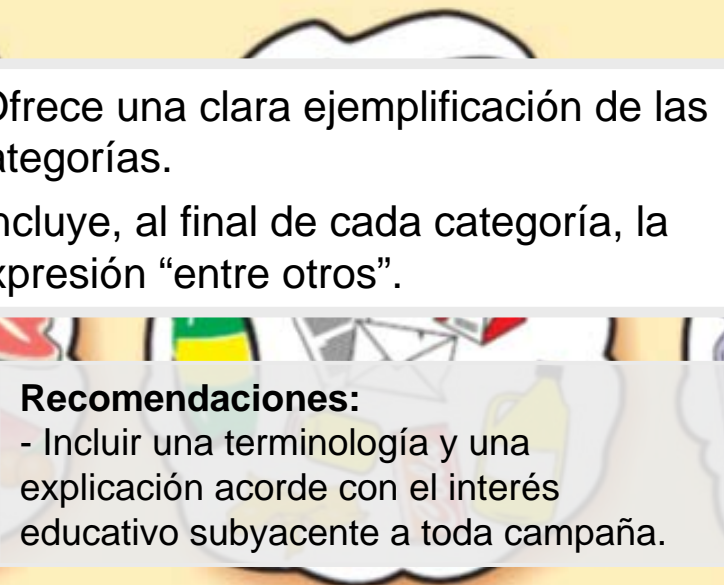 Ofrece una clara ejemplificación de las
ategorías.
ncluye, al final de cada categoría, la
xpresión “entre otros”.
Recomendaciones:
- Incluir una terminología y una
explicación acorde con el interés
educativo subyacente a toda campaña.